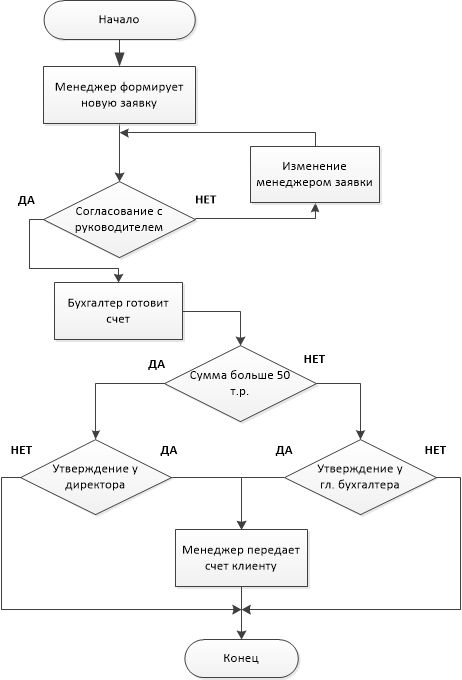 Начало
Менеджер формирует
новую заявку
Изменение
менеджером заявки
ДА
НЕТ
Согласование с
руководителем
Бухгалтер готовит
счет
ДА
НЕТ
Сумма больше 50
т.р.
НЕТ
ДА
ДА
НЕТ
Утверждение у
директора
Утверждение у
гл. бухгалтера
Менеджер передает
счет клиенту
Конец